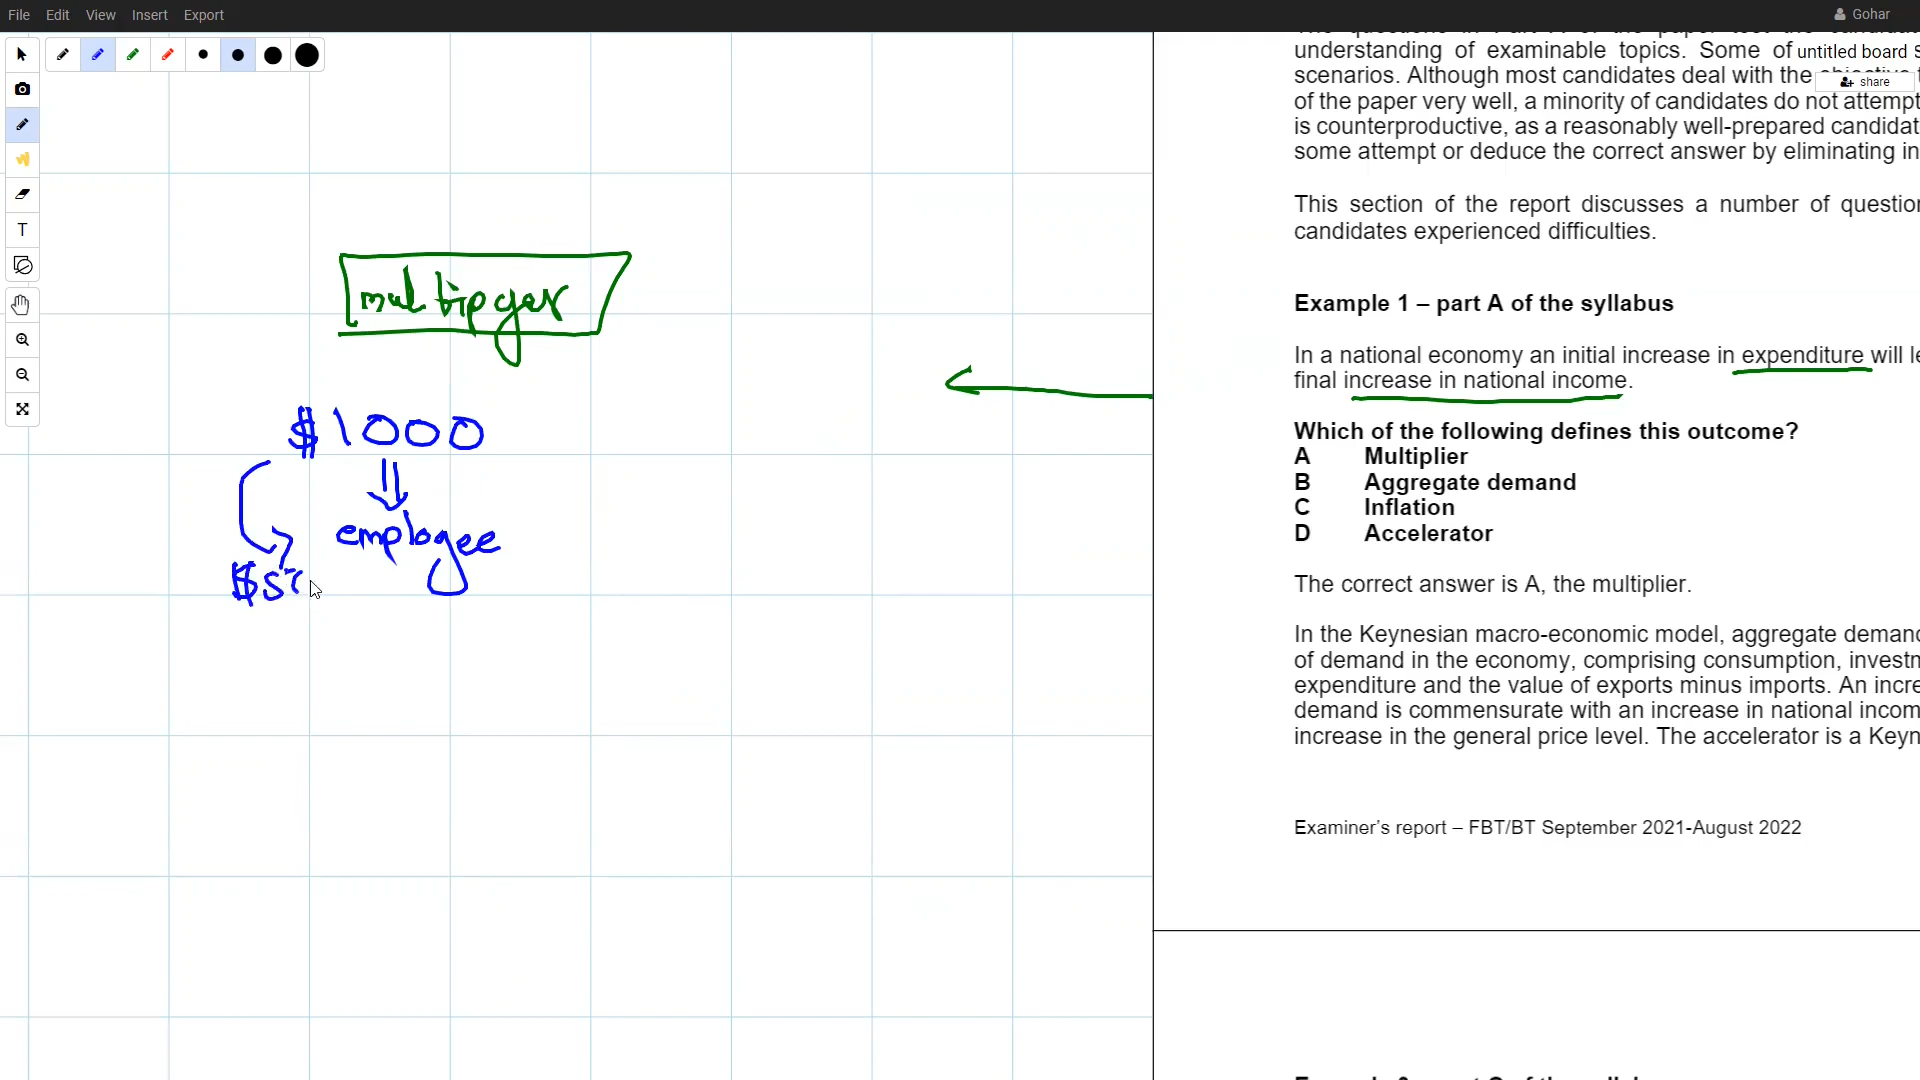 File Edit View Insert Export
Gohar
untitled board
share
T
multipyer
$1000
employee
understanding of examinable topics. Some of
scenarios. Although most candidates deal with the
of the paper very well, a minority of candidates do not attempt
is counterproductive, as a reasonably well-prepared candidat
some attempt or deduce the correct answer by eliminating in
This section of the report discusses a number of question
candidates experienced difficulties.
Example 1 – part A of the syllabus
In a national economy an initial increase in expenditure will le
final increase in national income.
Which of the following defines this outcome?
A Multiplier
B Aggregate demand
C Inflation
D Accelerator
The correct answer is A, the multiplier.
In the Keynesian macro-economic model, aggregate demand
of demand in the economy, comprising consumption, investm
expenditure and the value of exports minus imports. An incre
demand is commensurate with an increase in national incom
increase in the general price level. The accelerator is a Keyn
Examiner’s report – FBT/BT September 2021-August 2022